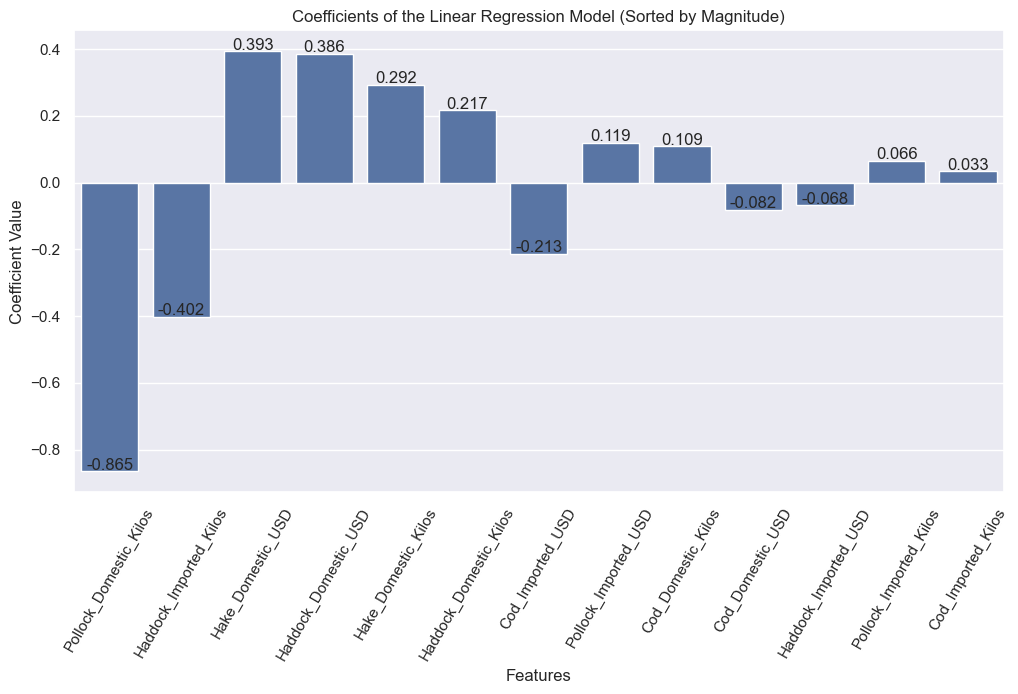 Coefficients of the Linear Regression Model (Sorted by Magnitude)
Coefficient Value
0.4
0.2
0.0
−0.2
−0.4
−0.6
−0.8
-0.865
-0.402
0.393
0.386
0.292
0.217
-0.213
0.119
0.109
-0.082
-0.068
0.066
0.033
Pollock_Domestic_Kilos
Haddock_Imported_Kilos
Hake_Domestic_USD
Haddock_Domestic_USD
Hake_Domestic_Kilos
Haddock_Domestic_Kilos
Cod_Imported_USD
Pollock_Imported_USD
Cod_Domestic_Kilos
Cod_Domestic_USD
Haddock_Imported_USD
Pollock_Imported_Kilos
Cod_Imported_Kilos
Features